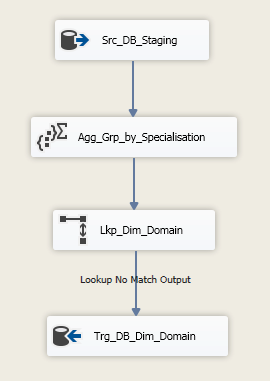 Src_DB_Staging
Agg_Grp_by_Specialisation
Lkp_Dim_Domain
Lookup No Match Output
Trg_DB_Dim_Domain